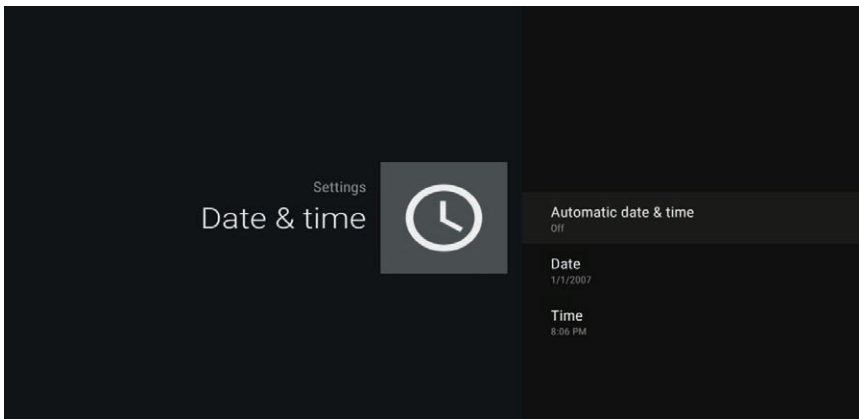 Settings
Date & time
Automatic date & time
Off
Date
1/1/2007
Time
8:06 PM